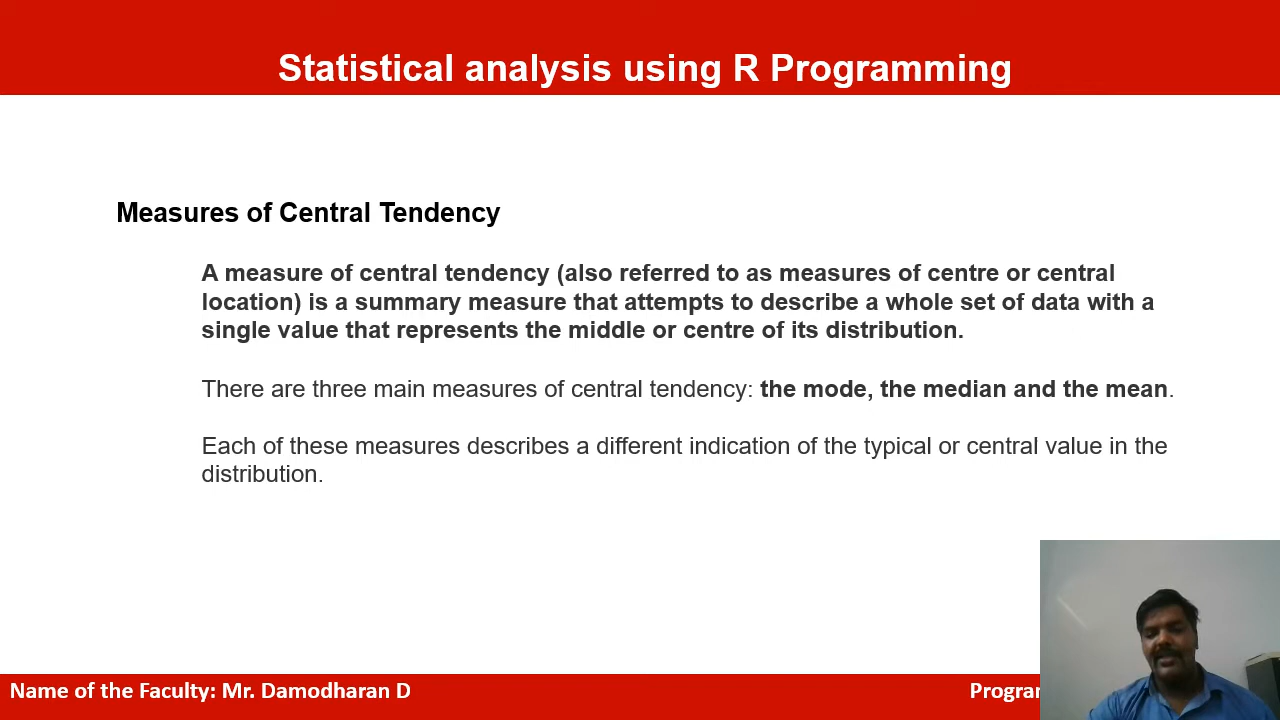 Statistical analysis using R Programming
Measures of Central Tendency
A measure of central tendency (also referred to as measures of centre or central
location) is a summary measure that attempts to describe a whole set of data with a
single value that represents the middle or centre of its distribution.
There are three main measures of central tendency: the mode, the median and the mean.
Each of these measures describes a different indication of the typical or central value in the
distribution.
Name of the Faculty: Mr. Damodharan D